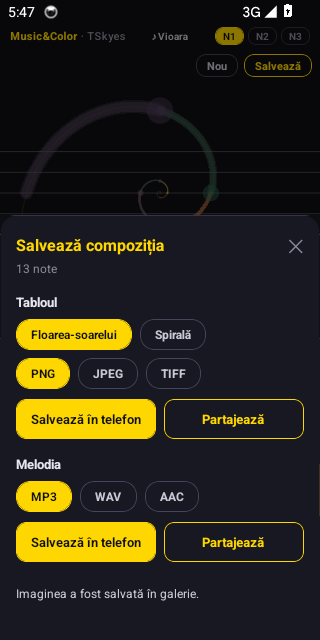 5:47 3G
Music&Color · TSkyes ♪Vioara N1 N2 N3
Nou Salvează
Salvează compoziția
13 note
Tabloul
Floarea-soarelui Spirală
PNG JPEG TIFF
Salvează în telefon Partajează
Melodia
MP3 WAV AAC
Salvează în telefon Partajează
Imaginea a fost salvată în galerie.